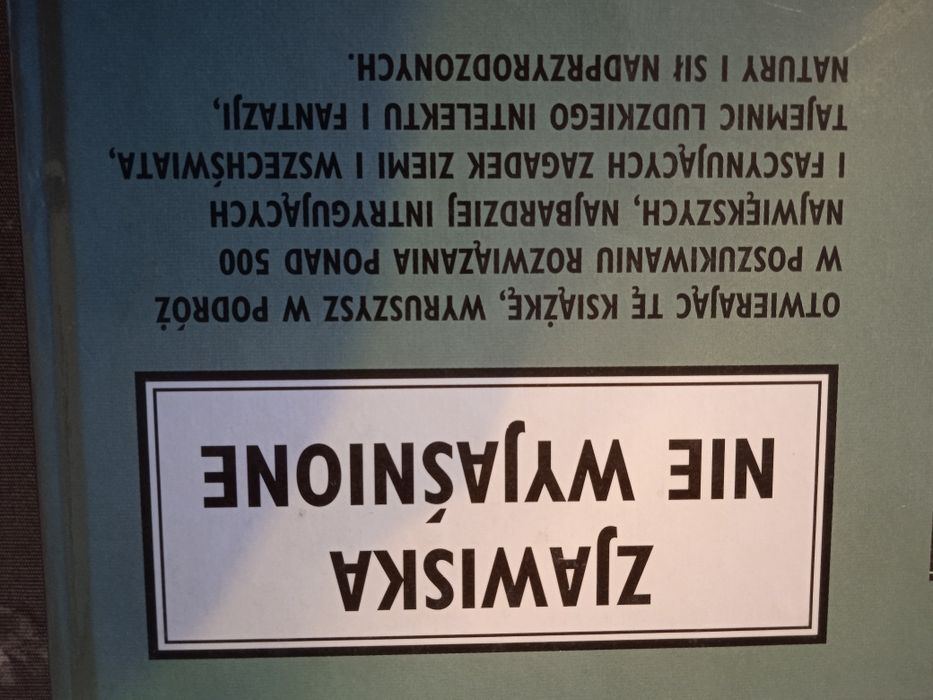 ZJAWISKA
NIE WYJAŚNIONE
OTWIERAJĄC TĘ KSIĄŻKĘ, WYRUSZYSZ W PODRÓŻ
W POSZUKIWANIU ROZWIĄZANIA PONAD 500
NAJWIĘKSZYCH, NAJBARDZIEJ INTRYGUJĄCYCH
I FASCYNUJĄCYCH ZAGADEK ZIEMI I WSZECHŚWIATA,
TAJEMNIC LUDZKIEGO INTELEKTU I FANTAZJI,
NATURY I SIŁ NADPRZYRODZONYCH.